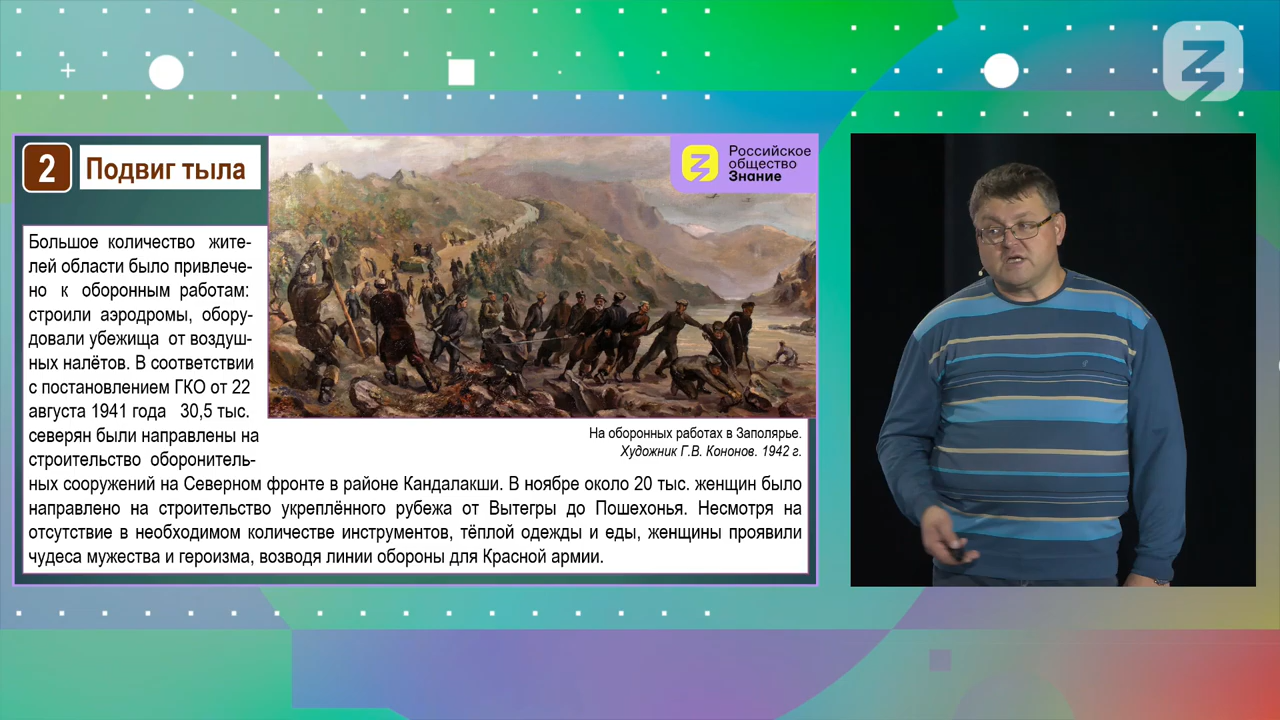 2 Подвиг тыла
Российское
общество
Знание
Большое количество жите-
лей области было привлече-
но к оборонным работам:
строили аэродромы, обору-
довали убежища от воздуш-
ных налётов. В соответствии
с постановлением ГКО от 22
августа 1941 года 30,5 тыс.
северян были направлены на
строительство оборонитель-
ных сооружений на Северном фронте в районе Кандалакши. В ноябре около 20 тыс. женщин было
направлено на строительство укреплённого рубежа от Вытегры до Пошехонья. Несмотря на
отсутствие в необходимом количестве инструментов, тёплой одежды и еды, женщины проявили
чудеса мужества и героизма, возводя линии обороны для Красной армии.
На оборонных работах в Заполярье.
Художник Г.В. Кононов. 1942 г.